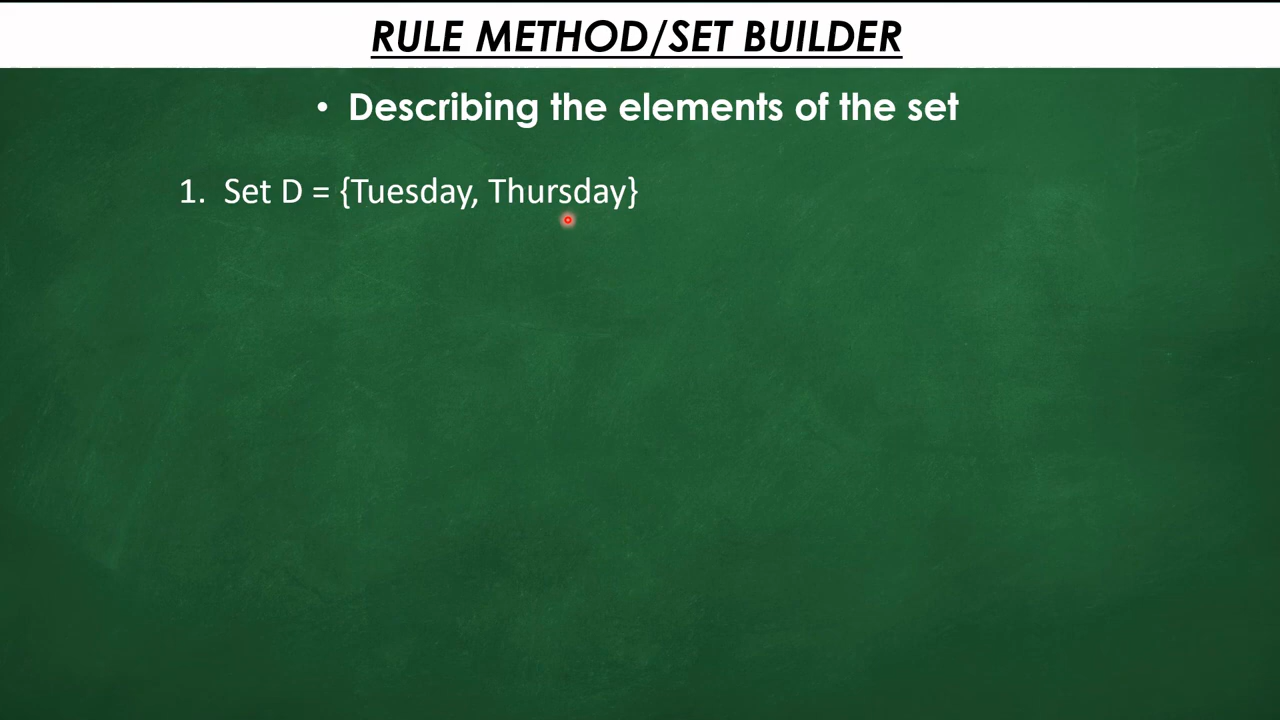 RULE METHOD/SET BUILDER
• Describing the elements of the set
1. Set D = {Tuesday, Thursday}